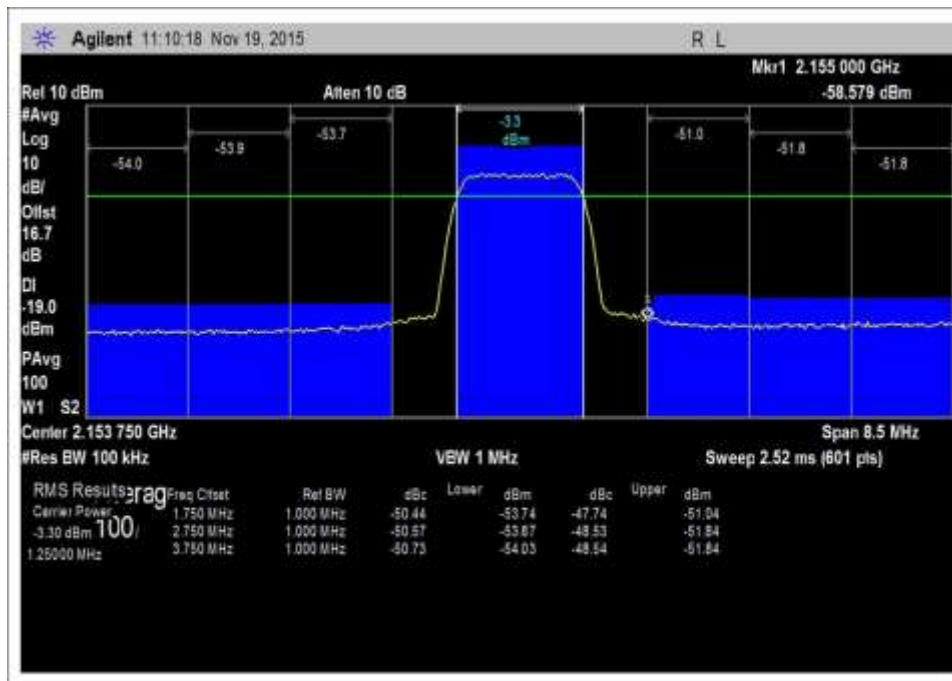 Agilent 11:10:18 Nov 19, 2015 R L
Mkr1 2.155 000 GHz
Ref 10 dBm Atten 10 dB -58.579 dBm
#Avg
Log
10
dB/
Offst
16.7
dB
DI
-19.0
dBm
PAvg
100
W1 S2
-54.0 -53.9 -53.7 -3.3 dBm -51.0 -51.8 -51.8
Center 2.153 750 GHz Span 8.5 MHz
#Res BW 100 kHz VBW 1 MHz Sweep 2.52 ms (601 pts)
RMS Results Freq Offset Ref BW dBc Lower dBm dBc Upper dBm
Carrier Power 1.750 MHz 1.000 MHz -50.44 -53.74 -47.74 -51.04
-3.30 dBm 100/ 2.750 MHz 1.000 MHz -50.57 -53.87 -48.53 -51.84
1.25000 MHz 3.750 MHz 1.000 MHz -50.73 -54.03 -48.54 -51.84